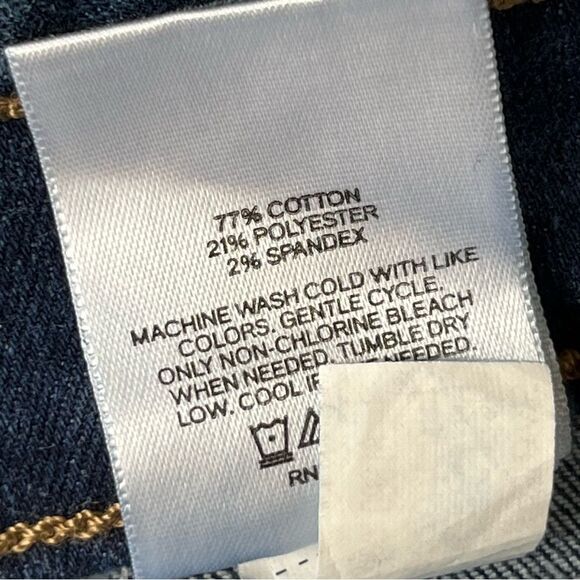 77% COTTON
21% POLYESTER
2% SPANDEX
MACHINE WASH COLD WITH LIKE
COLORS. GENTLE CYCLE.
ONLY NON-CHLORINE BLEACH
WHEN NEEDED. TUMBLE DRY
LOW. COOL NEEDED.
RN